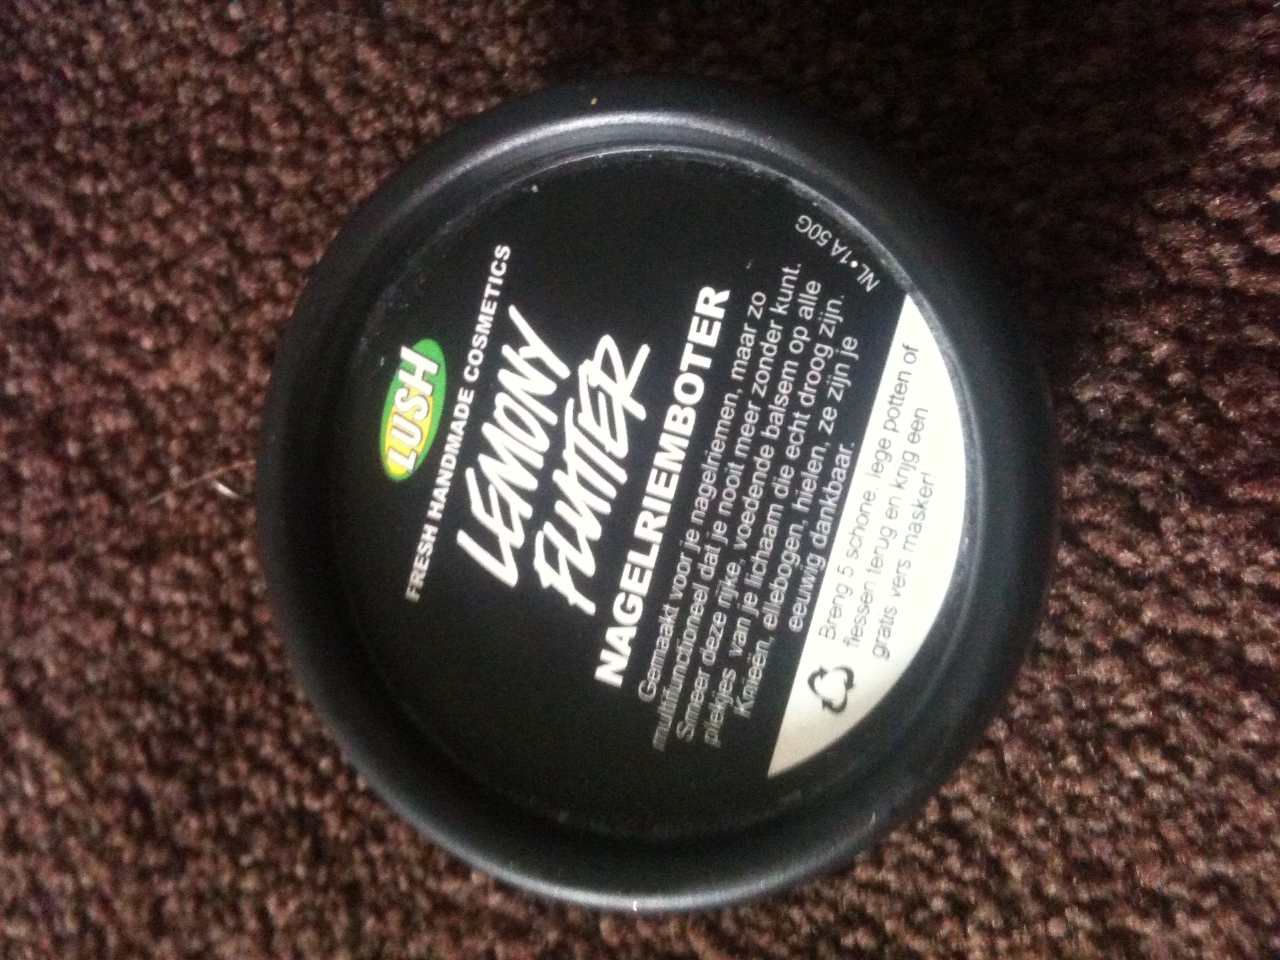 LUSH
FRESH HANDMADE COSMETICS
LEMONY
FLUTTER
NAGELRIEMBOTER
Gemaakt voor je nagelriemen, maar zo
multifunctioneel dat je nooit meer zonder kunt.
Smeer deze rijke, voedende balsem op alle
plekjes van je lichaam die echt droog zijn.
Knieën, ellebogen, hielen, ze zijn je
eeuwig dankbaar.
NL•1A 50G
Breng 5 schone, lege potten of
flessen terug en krijg een
gratis vers masker!